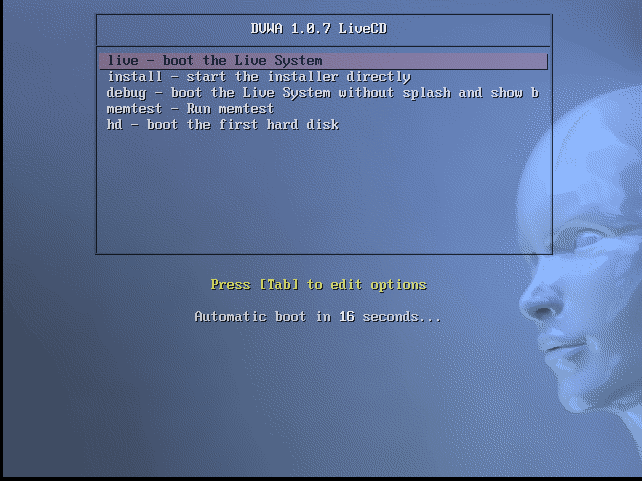 DVWA 1.0.7 LiveCD
live - boot the Live System
install - start the installer directly
debug - boot the Live System without splash and show b
memtest - Run memtest
hd - boot the first hard disk
Press [Tab] to edit options
Automatic boot in 16 seconds...